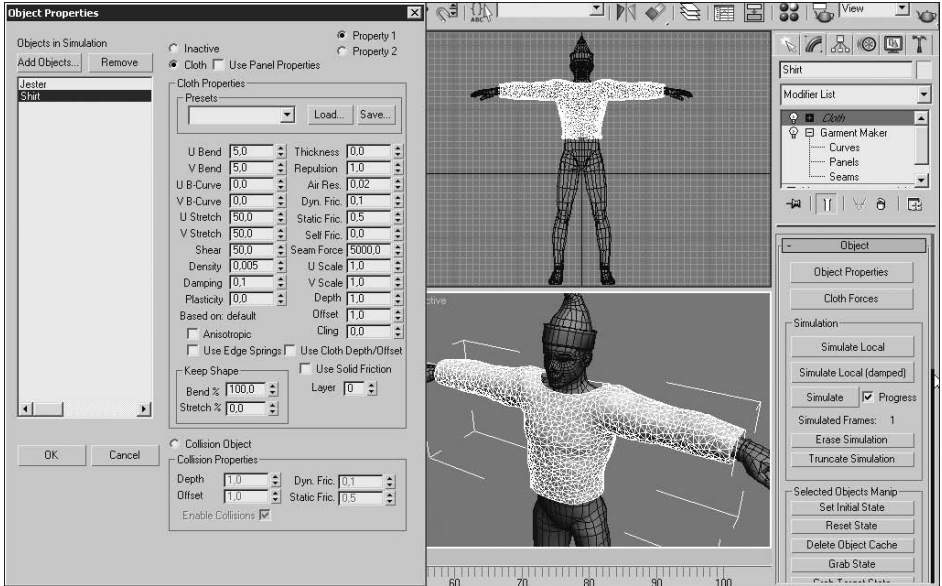 Object Properties
Objects in Simulation
Add Objects...
Remove
Jester
Shirt
OK
Cancel
Inactive
Property 1
Property 2
Cloth
Use Panel Properties
Cloth Properties
Presets
Load...
Save...
U Bend 5,0
Thickness 0,0
V Bend 5,0
Repulsion 1,0
U B-Curve 0,0
Air Res. 0,02
V B-Curve 0,0
Dyn. Fric. 0,1
U Stretch 50,0
Static Fric. 0,5
V Stretch 50,0
Self Fric. 0,0
Shear 50,0
Seam Force 5000,0
Density 0,005
U Scale 1,0
Damping 0,1
V Scale 1,0
Plasticity 0,0
Depth 1,0
Based on: default
Offset 1,0
Anisotropic
Cling 0,0
Use Edge Springs
Use Cloth Depth/Offset
Keep Shape
Use Solid Friction
Bend % 100,0
Layer 0
Stretch % 0,0
Collision Object
Collision Properties
Depth 1,0
Dyn. Fric. 0,1
Offset 1,0
Static Fric. 0,5
Enable Collisions
ABC
View
60
70
80
90
100
Shirt
Modifier List
Cloth
Garment Maker
Curves
Panels
Seams
- Object
Object Properties
Cloth Forces
Simulation
Simulate Local
Simulate Local (damped)
Simulate
Progress
Simulated Frames: 1
Erase Simulation
Truncate Simulation
Selected Objects Manip
Set Initial State
Reset State
Delete Object Cache
Grab State
Grab Target State